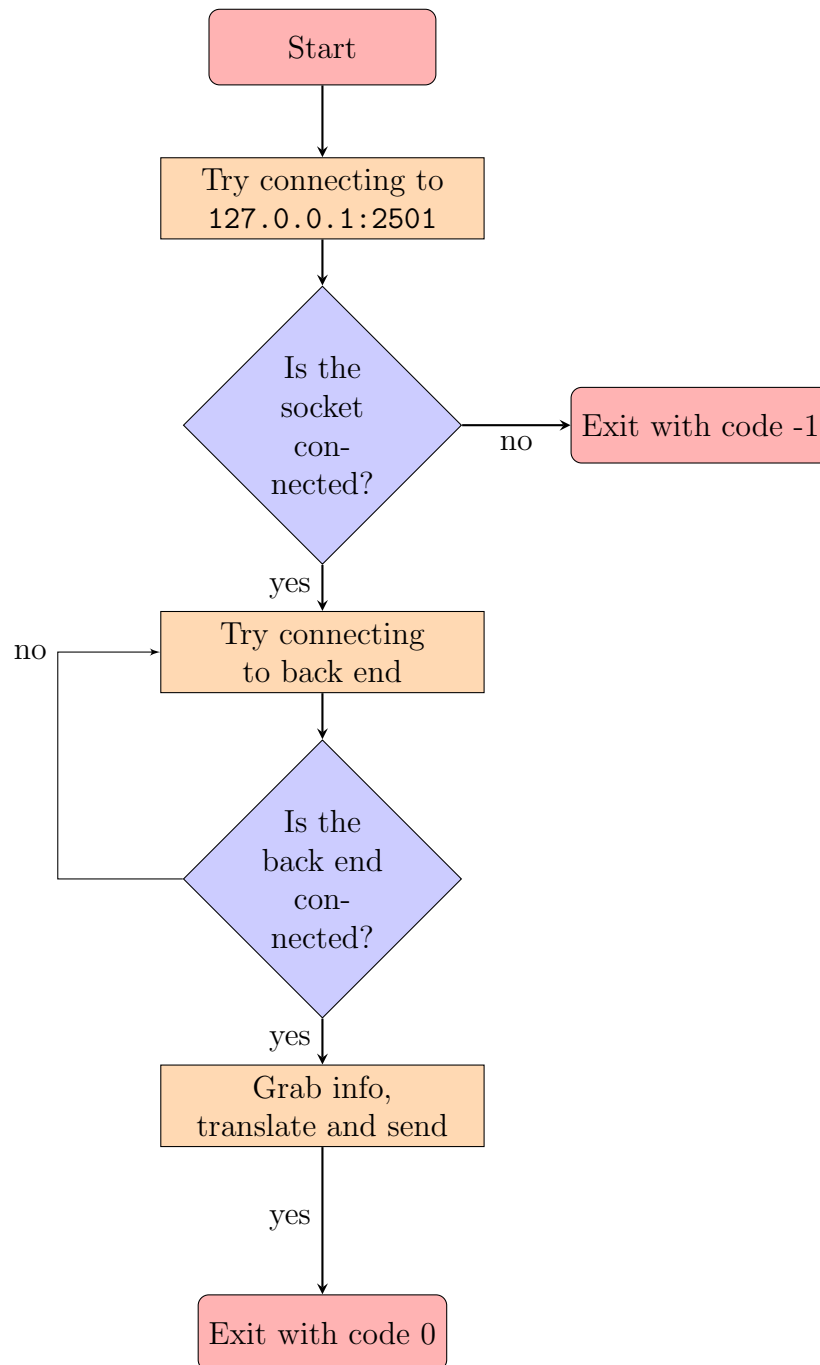 Start
Try connecting to
127.0.0.1:2501
Is the
socket
con-
nected?
no
Exit with code -1
yes
Try connecting
to back end
no
Is the
back end
con-
nected?
yes
Grab info,
translate and send
yes
Exit with code 0